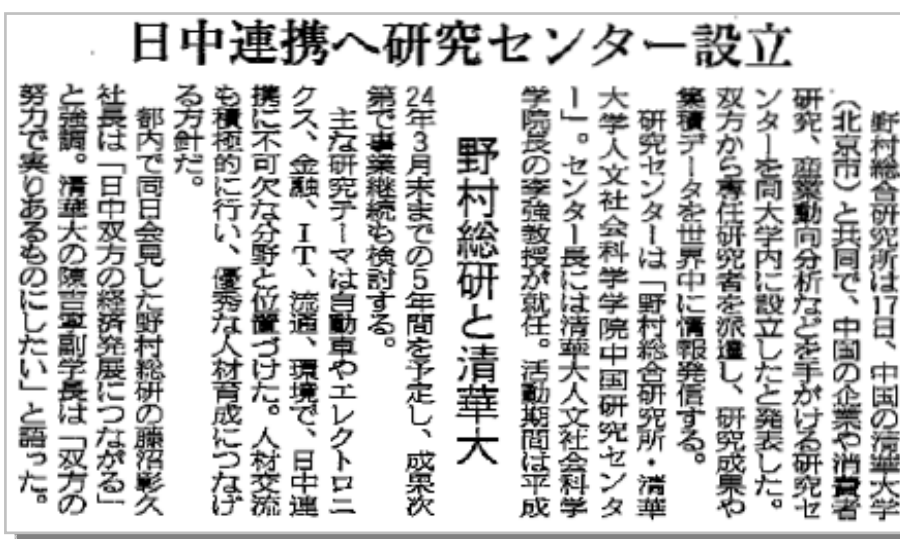 日中連携へ研究センター設立
野村総研と清華大
野村総合研究所は17日、中国の清華大学
(北京市)と共同で、中国の企業や消費者
研究、産業動向分析などを手がける研究セ
ンターを同大学内に設立したと発表した。
双方から専任研究者を派遣し、研究成果や
集積データを世界中に情報発信する。
研究センターは「野村総合研究所・清華
大学人文社会科学学院中国研究センタ
ー」。センター長には清華大人文社会科学
学院長の李強教授が就任。活動期間は平成
24年3月末までの5年間を予定し、成果次
第で事業継続も検討する。
主な研究テーマは自動車やエレクトロニ
クス、金融、IT、流通、環境で、日中連
携に不可欠な分野と位置づけた。人材交流
も積極的に行い、優秀な人材育成につなげ
る方針だ。
都内で同日会見した野村総研の藤沼彰久
社長は「日中双方の経済発展につながる」
と強調。清華大の陳吉寧副学長は「双方の
努力で実りあるものにしたい」と語った。